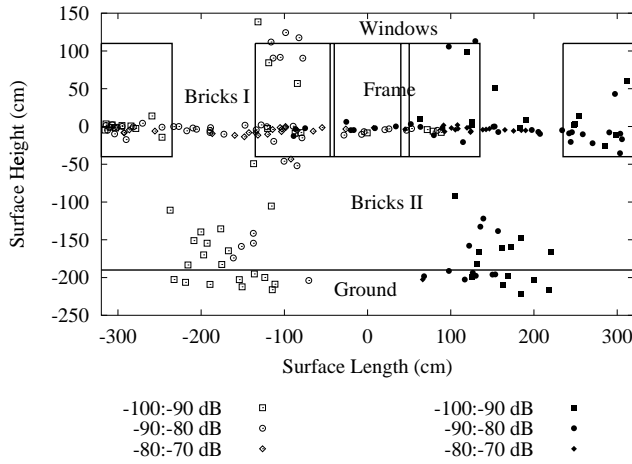 150
100
50
0
-50
-100
-150
-200
-250
Surface Height (cm)
Windows
Bricks I
Frame
Bricks II
Ground
-300
-200
-100
0
100
200
300
Surface Length (cm)
-100:-90 dB
-90:-80 dB
-80:-70 dB
-100:-90 dB
-90:-80 dB
-80:-70 dB